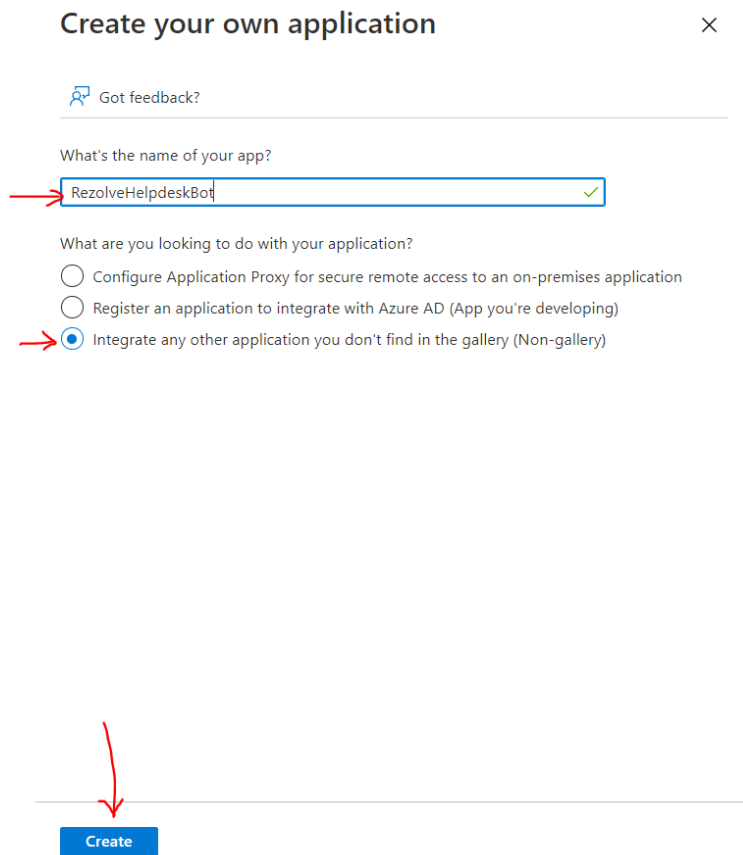 Create your own application
Got feedback?
What's the name of your app?
RezolveHelpdeskBot
What are you looking to do with your application?
Configure Application Proxy for secure remote access to an on-premises application
Register an application to integrate with Azure AD (App you're developing)
Integrate any other application you don't find in the gallery (Non-gallery)
Create